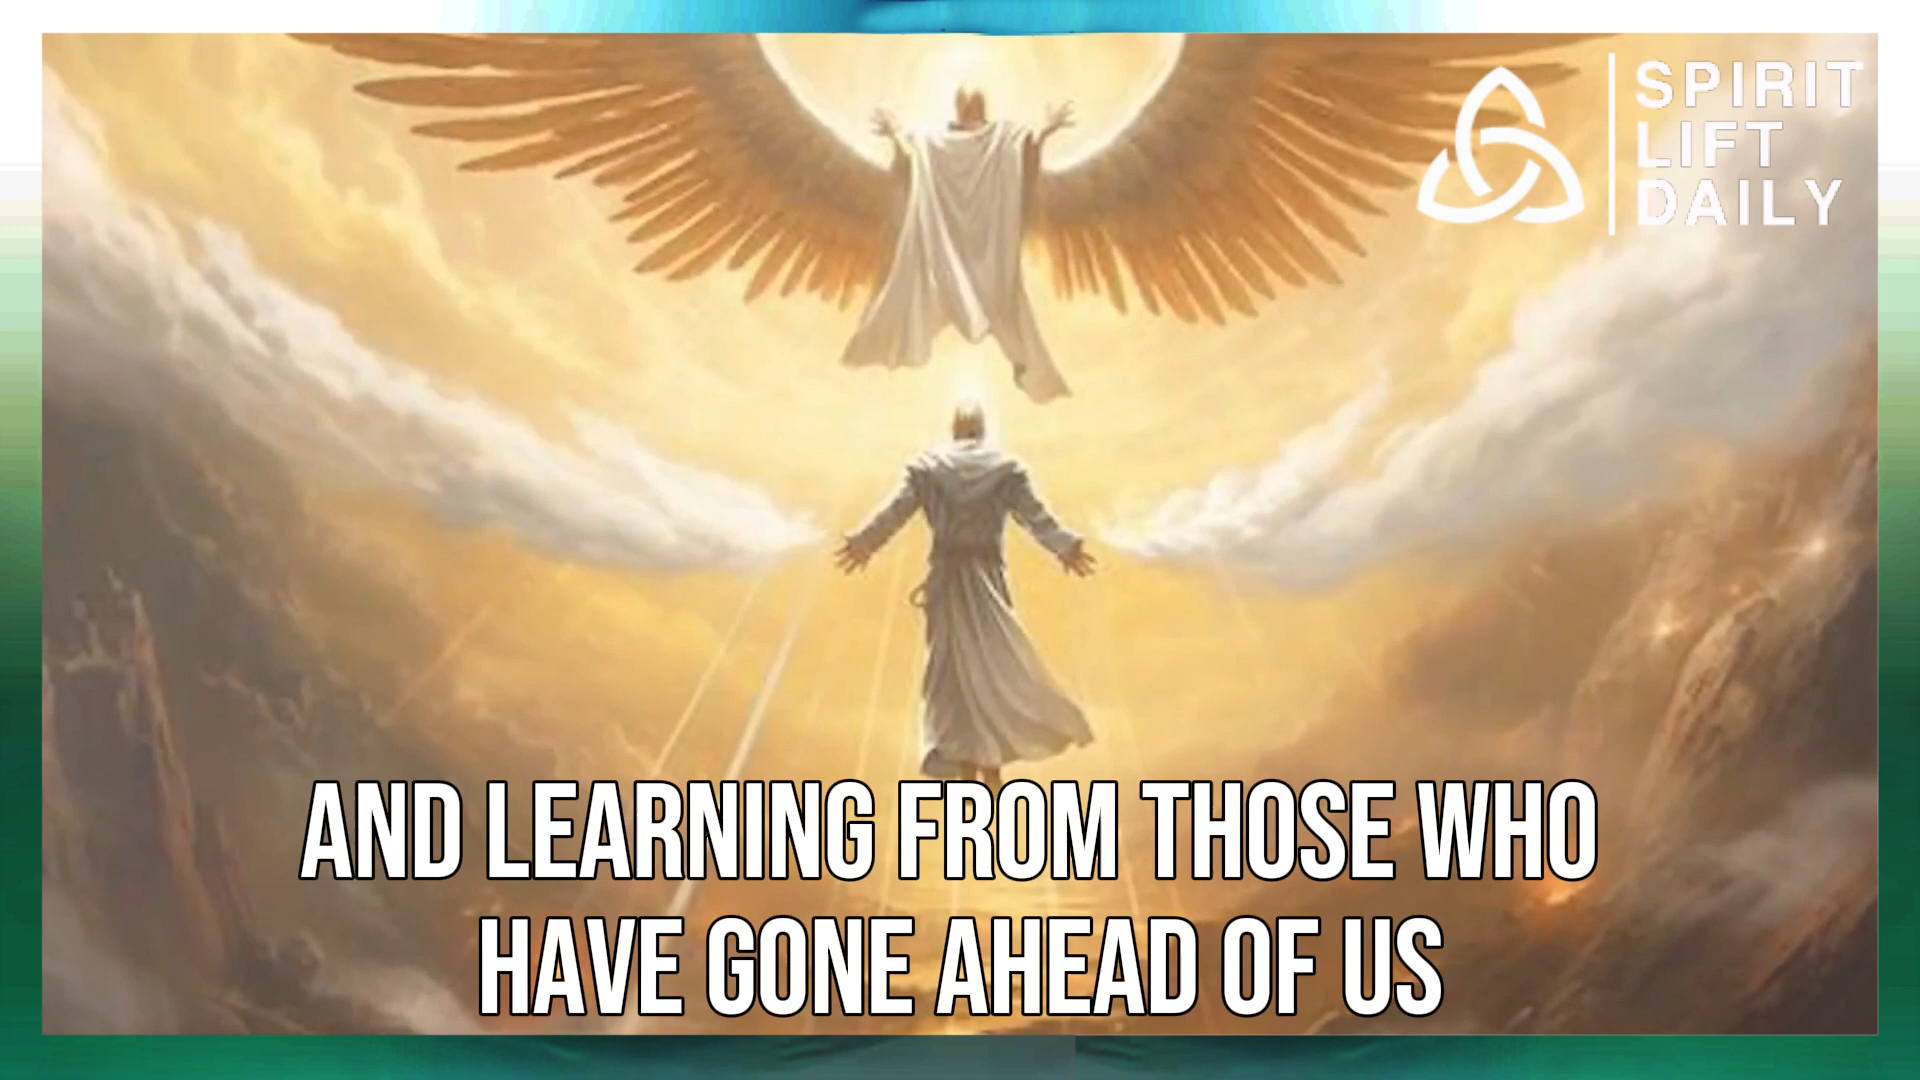 SPIRIT
LIFT
DAILY
AND LEARNING FROM THOSE WHO
HAVE GONE AHEAD OF US